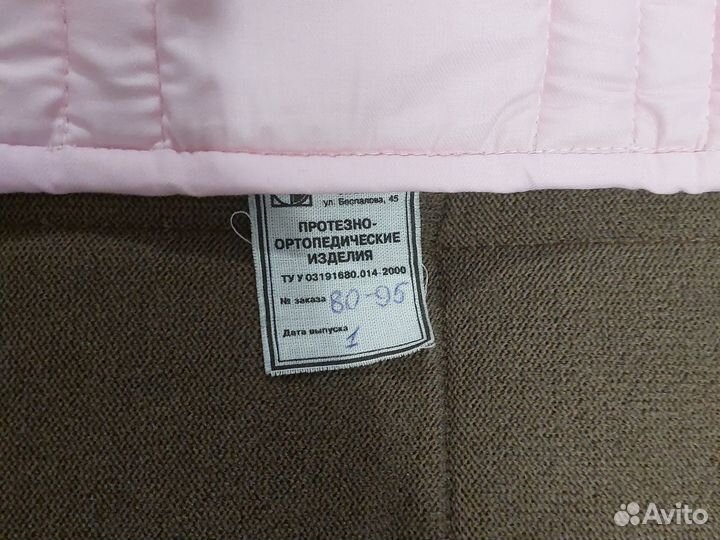 ул. Беспалова, 45
ПРОТЕЗНО-
ОРТОПЕДИЧЕСКИЕ
ИЗДЕЛИЯ
ТУ У 03191680.014-2000
№ заказа 80-95
Дата выпуска 1
Avito